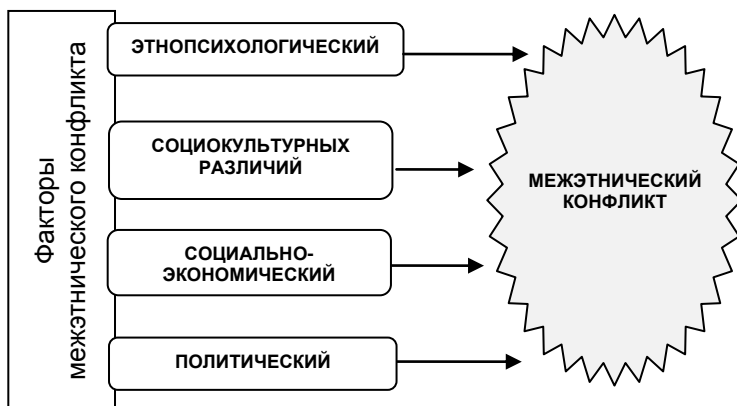 Факторы
межэтнического конфликта
ЭТНОПСИХОЛОГИЧЕСКИЙ
СОЦИОКУЛЬТУРНЫХ
РАЗЛИЧИЙ
СОЦИАЛЬНО-
ЭКОНОМИЧЕСКИЙ
ПОЛИТИЧЕСКИЙ
МЕЖЭТНИЧЕСКИЙ
КОНФЛИКТ